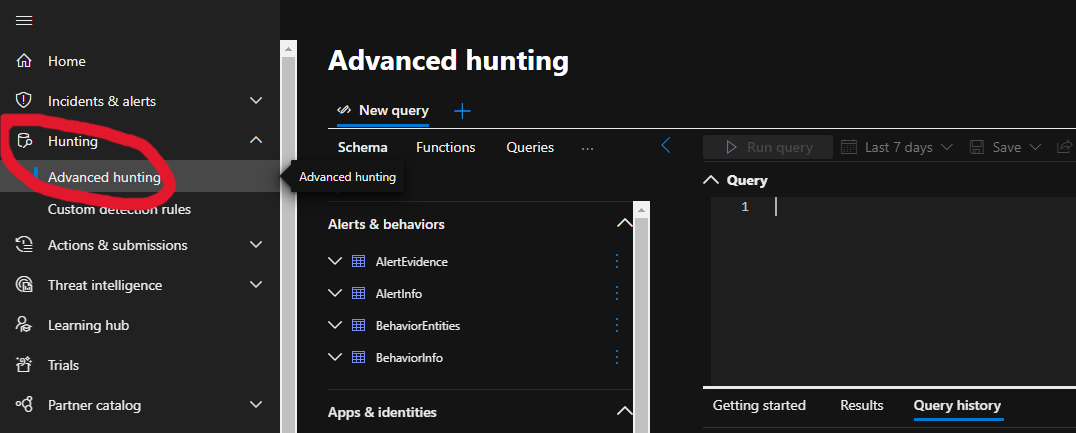 Home
Incidents & alerts
Hunting
Advanced hunting
Custom detection rules
Actions & submissions
Threat intelligence
Learning hub
Trials
Partner catalog
Advanced hunting
Advanced hunting
New query
Schema Functions Queries ...
Alerts & behaviors
AlertEvidence
AlertInfo
BehaviorEntities
BehaviorInfo
Apps & identities
Run query Last 7 days Save
Query
1
Getting started Results Query history